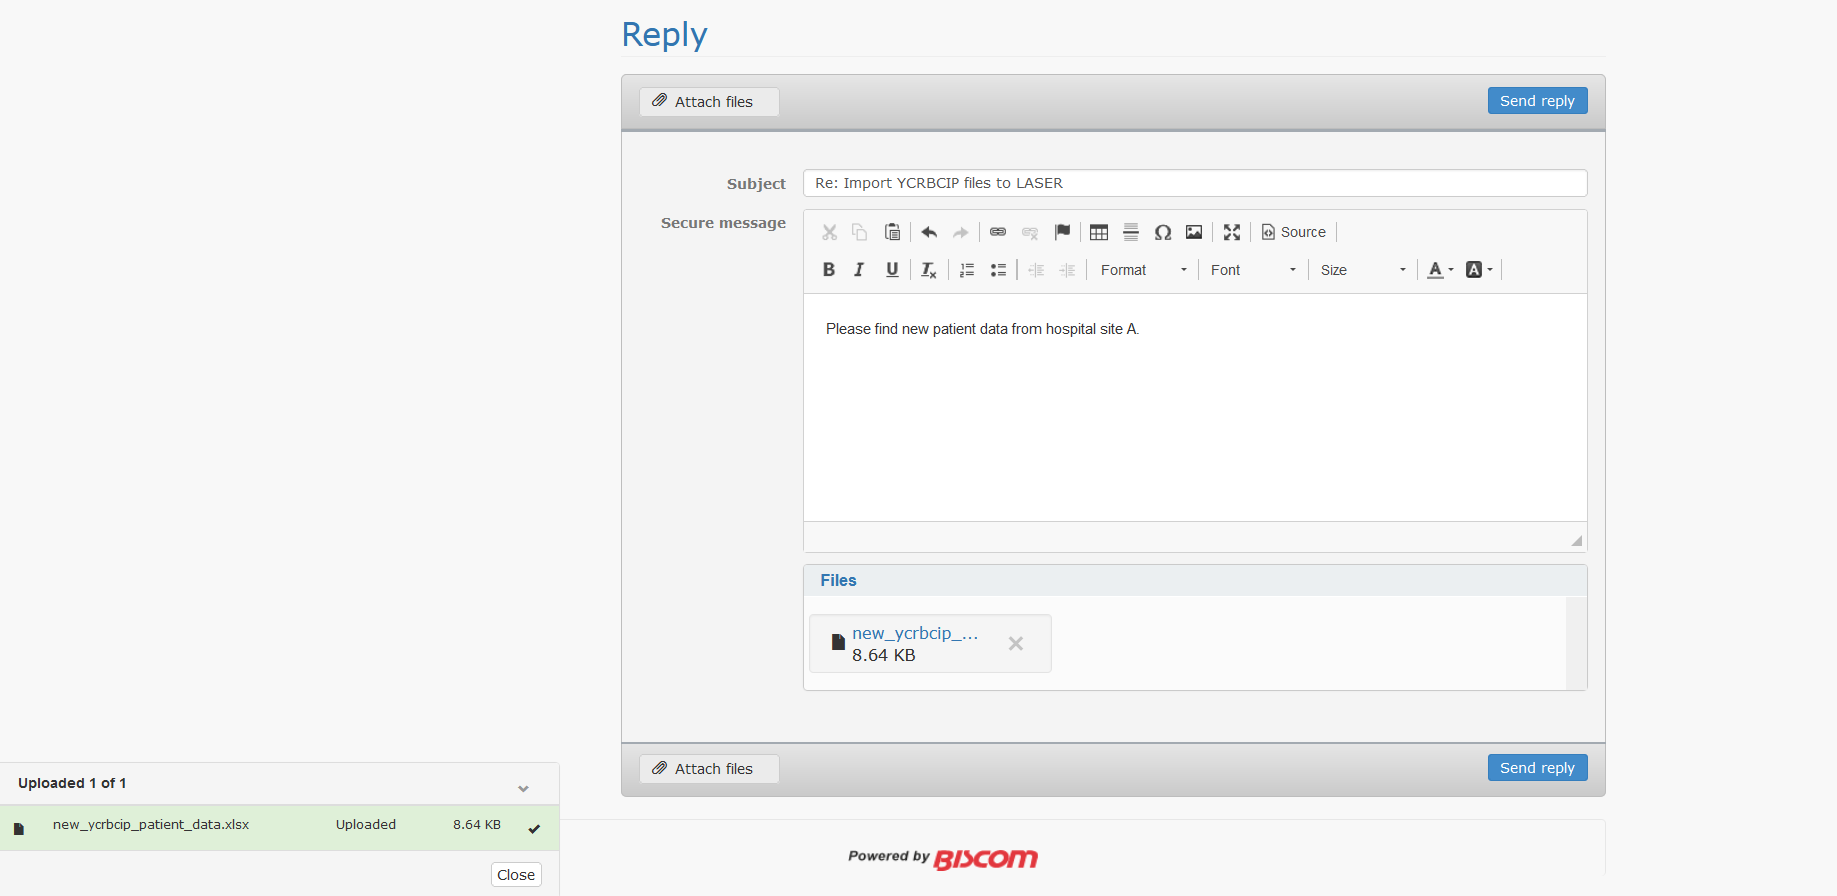 Reply
Attach files
Send reply
Subject
Re: Import YCRBCIP files to LASER
Secure message
Source
B I U Tx
Format
Font
Size
A
A
Please find new patient data from hospital site A.
Files
new_ycrbcip_...
8.64 KB
Attach files
Send reply
Uploaded 1 of 1
new_ycrbcip_patient_data.xlsx Uploaded 8.64 KB
Close
Powered by BISCOM